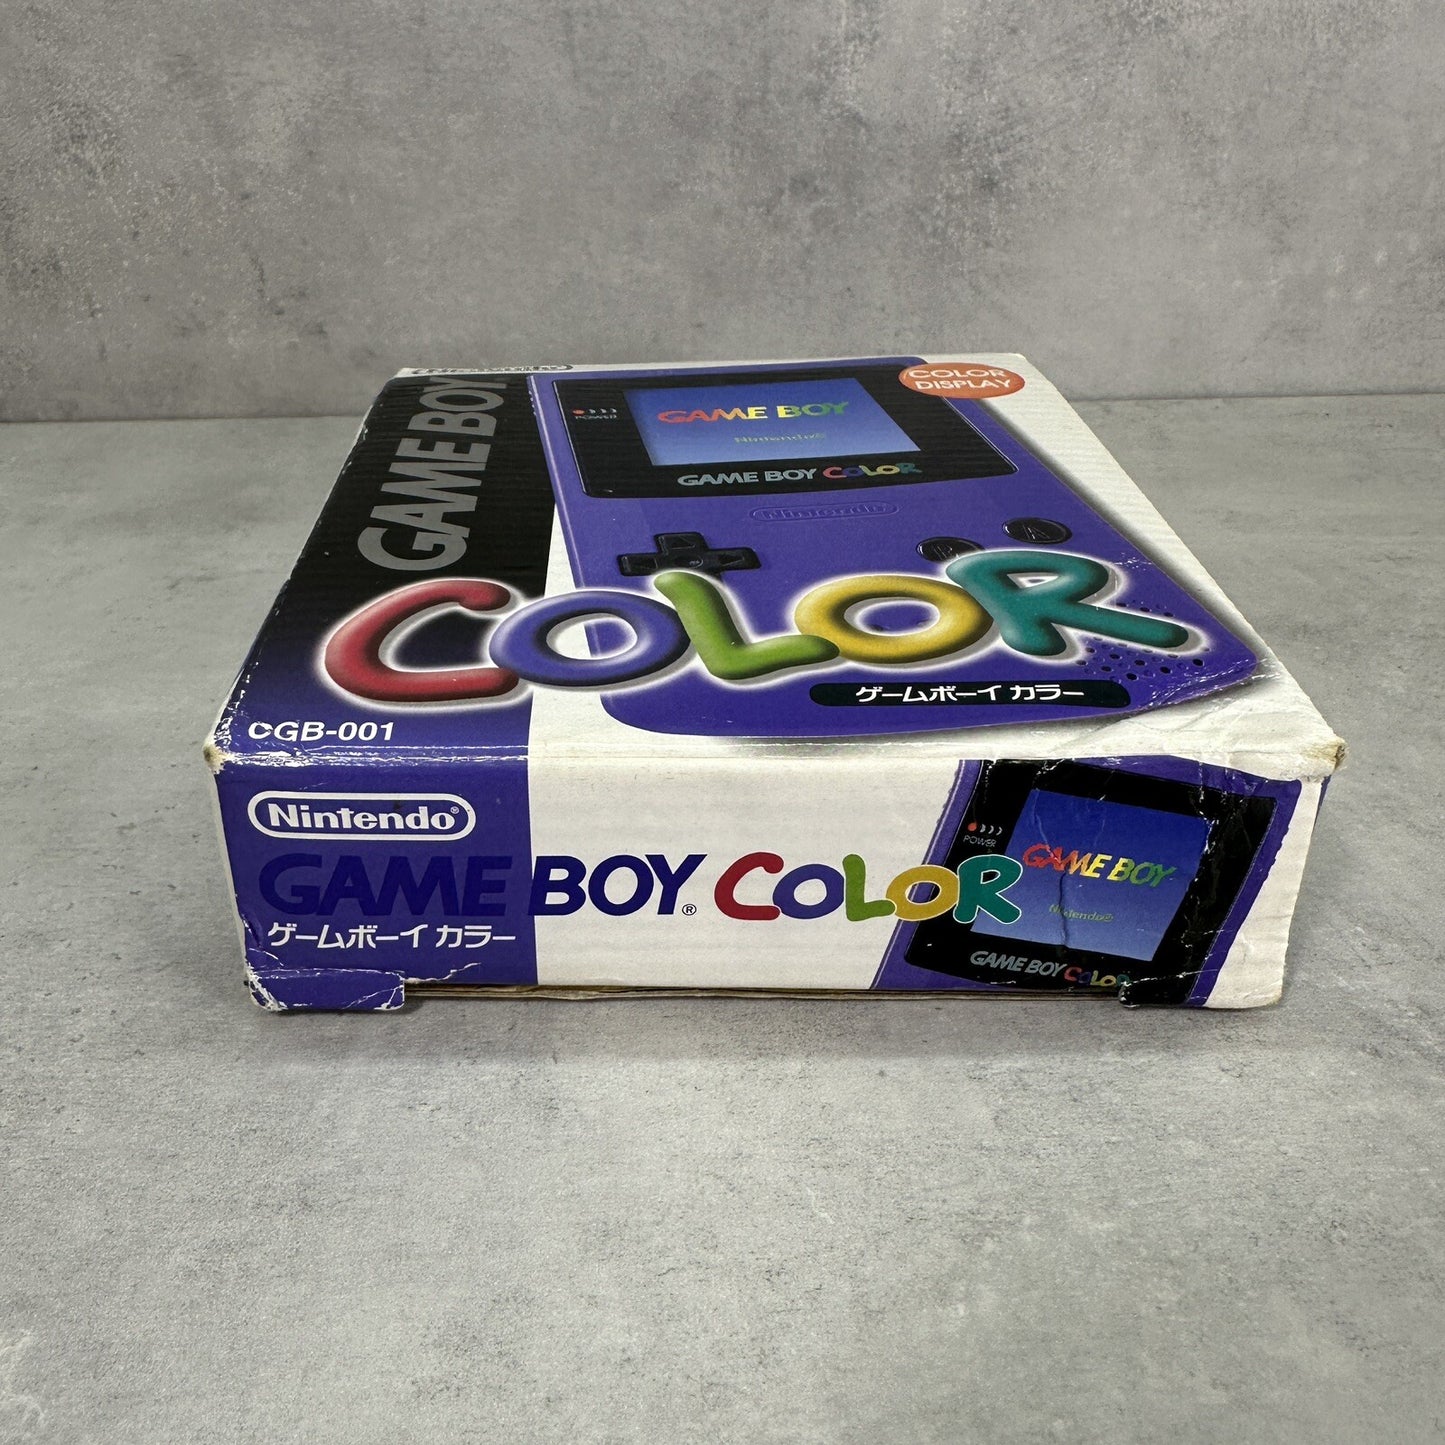 Nintendo
GAME BOY
COLOR DISPLAY
POWER
GAME BOY
Nintendo®
GAME BOY COLOR
Nintendo
A
B
COLOR
ゲームボーイ カラー
CGB-001
Nintendo®
GAME BOY® COLOR
ゲームボーイ カラー
POWER
GAME BOY
Nintendo®
GAME BOY COLOR